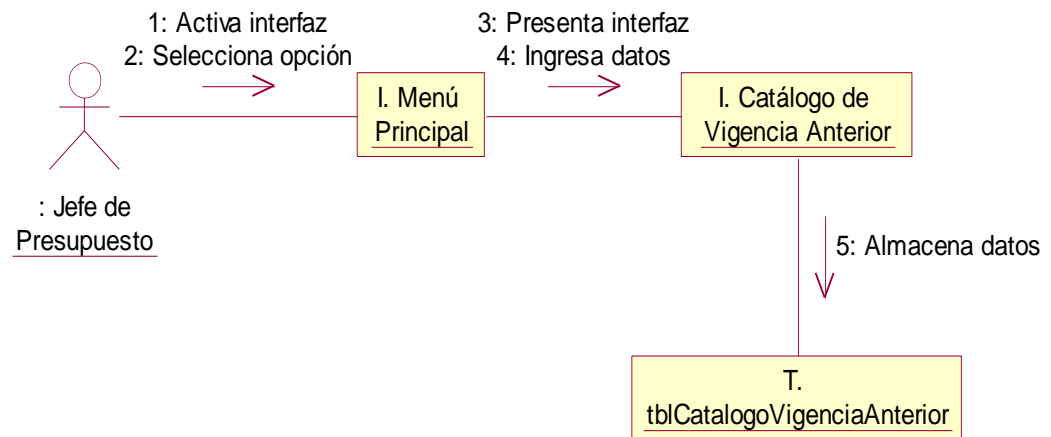 1: Activa interfaz
2: Selecciona opción
3: Presenta interfaz
4: Ingresa datos
I. Menú
Principal
I. Catálogo de
Vigencia Anterior
: Jefe de
Presupuesto
5: Almacena datos
T.
tblCatalogoVigenciaAnterior